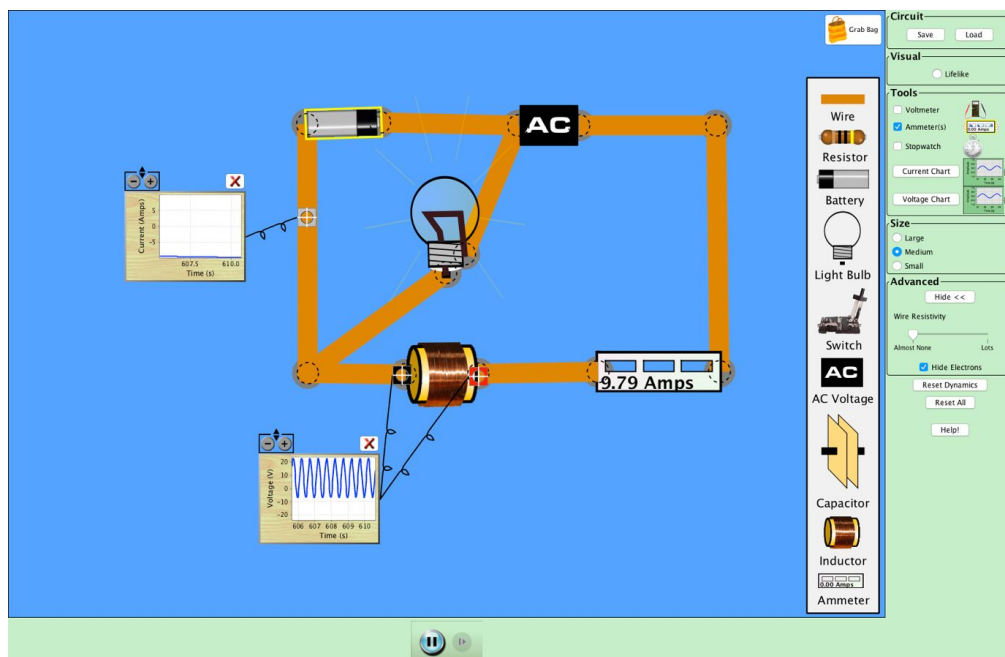 Grab Bag
AC
Current (Amps)
5
0
-5
607.5
610.0
Time (s)
9.79 Amps
Voltage (V)
20
10
0
-10
-20
606 607 608 609 610
Time (s)
Wire
Resistor
Battery
Light Bulb
Switch
AC
AC Voltage
Capacitor
Inductor
0.00 Amps
Ammeter
Circuit
Save
Load
Visual
Lifelike
Tools
Voltmeter
Ammeter(s)
0.00 Amps
Stopwatch
Current Chart
Voltage Chart
Size
Large
Medium
Small
Advanced
Hide <<
Wire Resistivity
Almost None
Lots
Hide Electrons
Reset Dynamics
Reset All
Help!